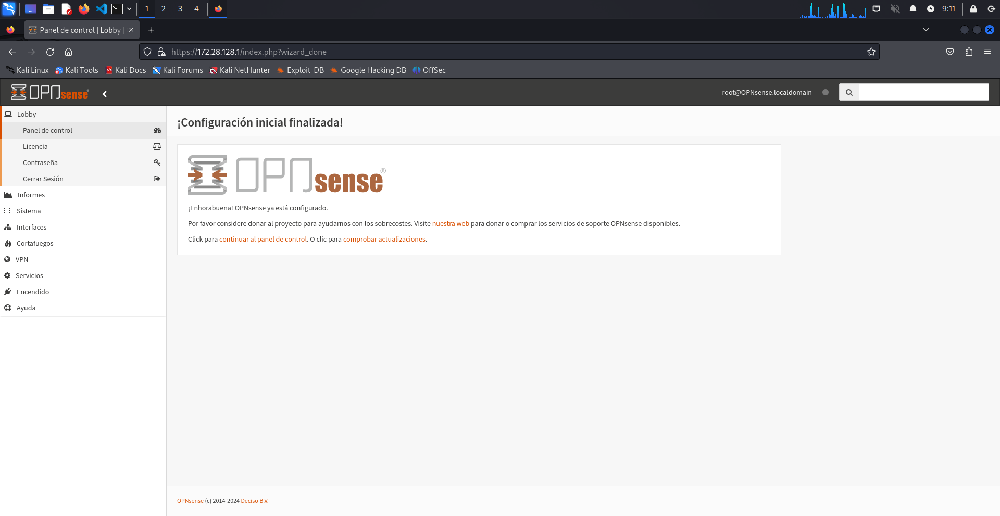 1 2 3 4 9:11
Panel de control | Lobby |
https://172.28.128.1/index.php?wizard_done
Kali Linux Kali Tools Kali Docs Kali Forums Kali NetHunter Exploit-DB Google Hacking DB OffSec
OPNsense® root@OPNsense.localdomain
Lobby
Panel de control
Licencia
Contraseña
Cerrar Sesión
Informes
Sistema
Interfaces
Cortafuegos
VPN
Servicios
Encendido
Ayuda
¡Configuración inicial finalizada!
OPNsense®
¡Enhorabuena! OPNsense ya está configurado.
Por favor considere donar al proyecto para ayudarnos con los sobrecostes. Visite nuestra web para donar o comprar los servicios de soporte OPNsense disponibles.
Click para continuar al panel de control. O clic para comprobar actualizaciones.
OPNsense (c) 2014-2024 Deciso B.V.